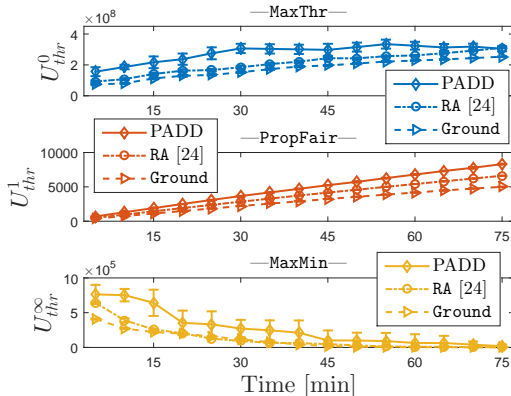 —MaxThr—
× 10^8
4
2
0
U^0_thr
15 30 45 60 75
PADD
RA [24]
Ground
—PropFair—
10000
5000
0
U^1_thr
15 30 45 60 75
PADD
RA [24]
Ground
—MaxMin—
× 10^5
10
5
0
U^∞_thr
15 30 45 60 75
PADD
RA [24]
Ground
Time [min]